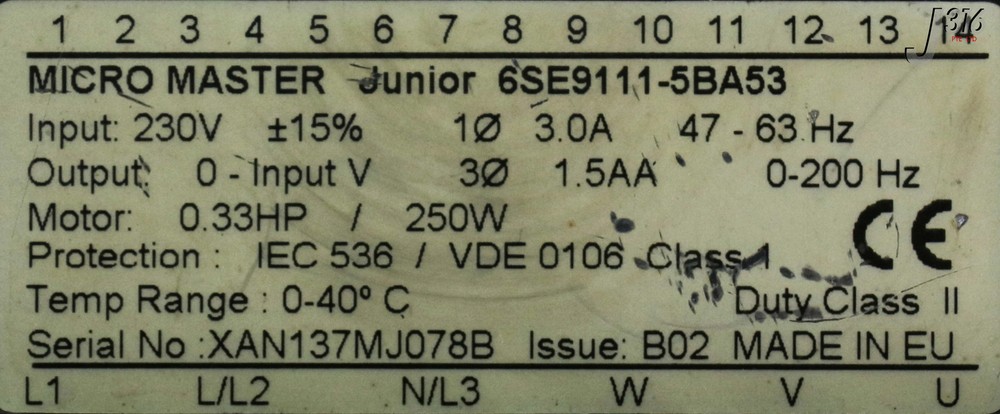 1 2 3 4 5 6 7 8 9 10 11 12 13 14
J316
MICRO MASTER Junior 6SE9111-5BA53
Input: 230V ±15% 1Ø 3.0A 47 - 63 Hz
Output: 0 - Input V 3Ø 1.5AA 0-200 Hz
Motor: 0.33HP / 250W
CE
Protection : IEC 536 / VDE 0106 Class 1
Temp Range : 0-40º C Duty Class II
Serial No :XAN137MJ078B Issue: B02 MADE IN EU
L1 L/L2 N/L3 W V U